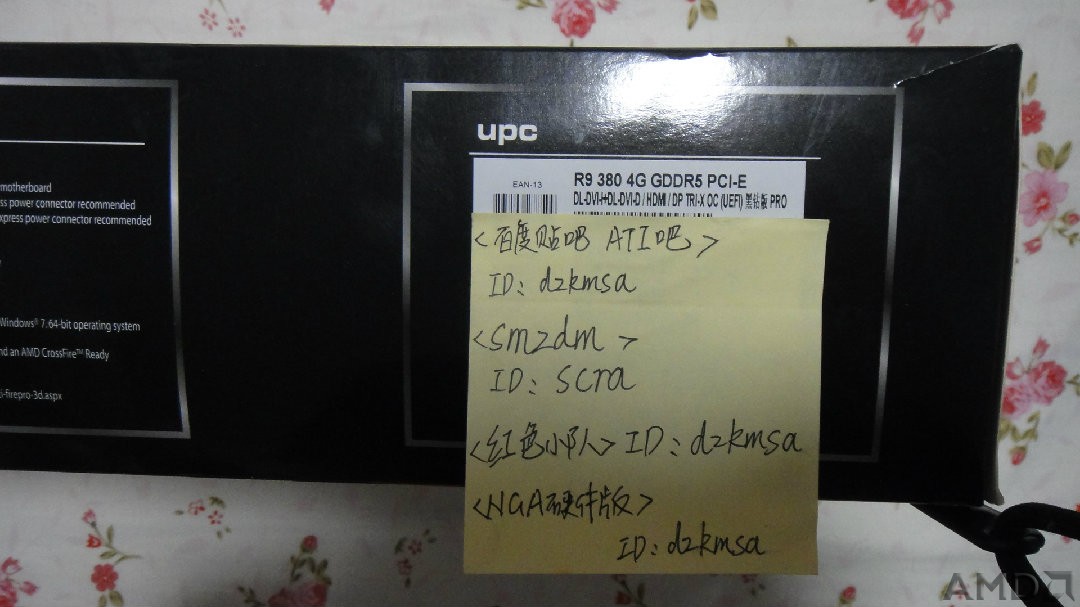 motherboard
ss power connector recommended
xpress power connector recommended
Windows® 7, 64-bit operating system
nd an AMD CrossFire™ Ready
i-firepro-3d.aspx
upc
EAN-13
R9 380 4G GDDR5 PCI-E
DL-DVI-I+DL-DVI-D / HDMI / DP TRI-X OC (UEFI) 黑钻版 PRO
<百度贴吧 ATI吧>
ID: dzkmsa
<smzdm>
ID: scra
<红色小队> ID: dzkmsa
<NGA硬件版>
ID: dzkmsa
AMD